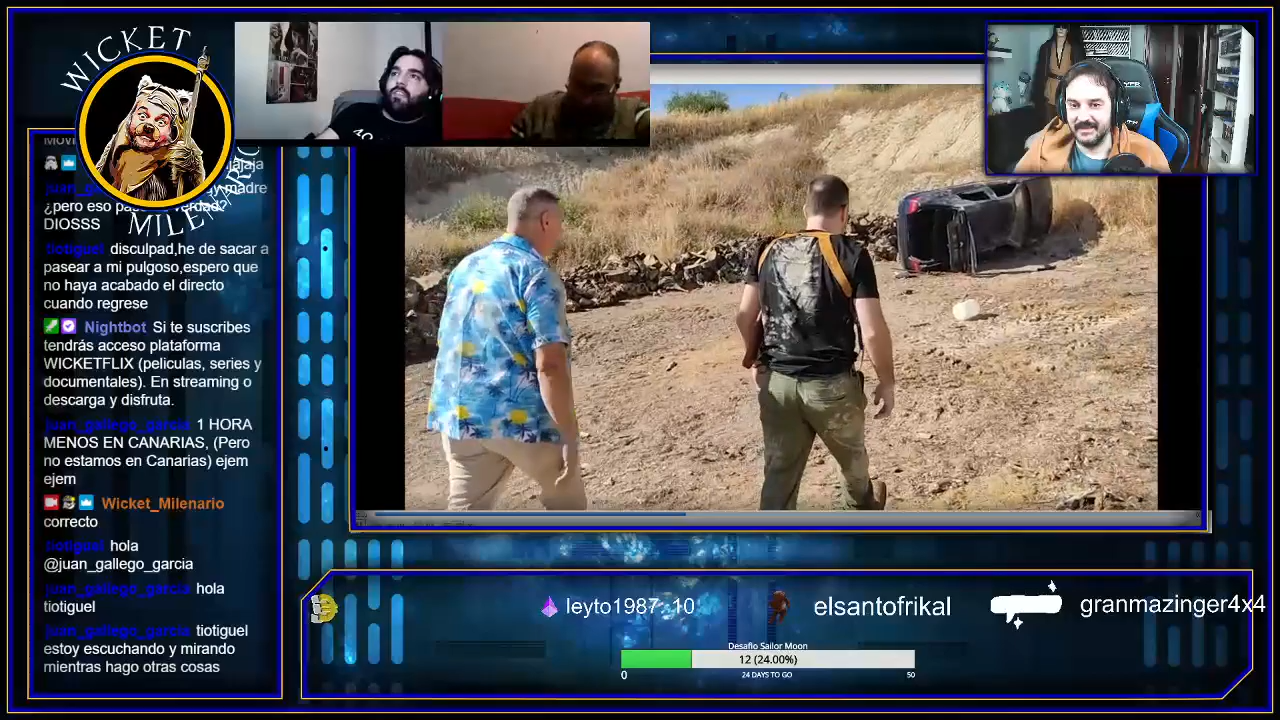 WICKET
MILENARIO
madre
DIOSSS
tiotiguel disculpad,he de sacar a
pasear a mi pulgoso,espero que
no haya acabado el directo
cuando regrese
Nightbot Si te suscribes
tendrás acceso plataforma
WICKETFLIX (peliculas, series y
documentales). En streaming o
descarga y disfruta.
juan_gallego_garcia 1 HORA
MENOS EN CANARIAS, (Pero
no estamos en Canarias) ejem
ejem
Wicket_Milenario
correcto
tiotiguel hola
@juan_gallego_garcia
juan_gallego_garcia hola
tiotiguel
juan_gallego_garcia tiotiguel
estoy escuchando y mirando
mientras hago otras cosas
leyto1987: 10
elsantofrikal
granmazinger4x4
Desafio Sailor Moon
12 (24.00%)
0
24 DAYS TO GO
50